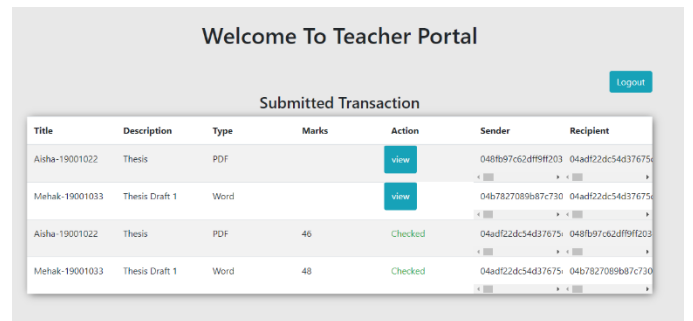 Welcome To Teacher Portal
Logout
Submitted Transaction
Title Description Type Marks Action Sender Recipient
Aisha-19001022 Thesis PDF view 048fb97c62dff9ff203 04adf22dc54d37675
Mehak-19001033 Thesis Draft 1 Word view 04b7827089b87c730 04adf22dc54d37675
Aisha-19001022 Thesis PDF 46 Checked 04adf22dc54d37675 048fb97c62dff9ff203
Mehak-19001033 Thesis Draft 1 Word 48 Checked 04adf22dc54d37675 04b7827089b87c730